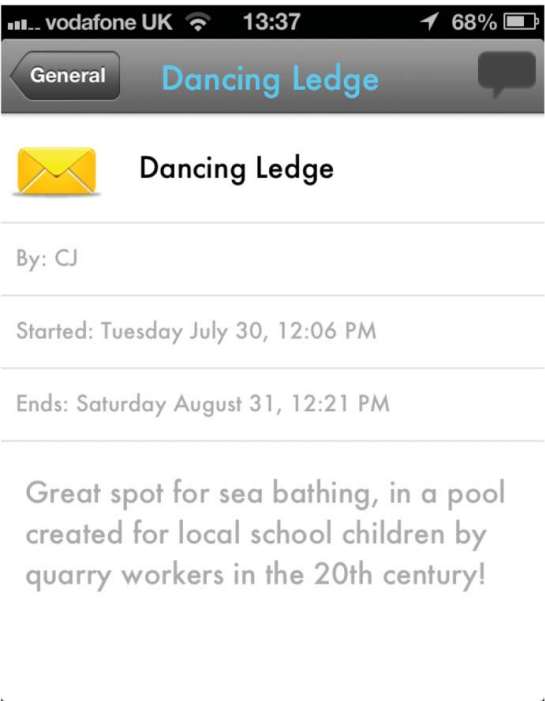 vodafone UK 13:37 68%
General Dancing Ledge
Dancing Ledge
By: CJ
Started: Tuesday July 30, 12:06 PM
Ends: Saturday August 31, 12:21 PM
Great spot for sea bathing, in a pool
created for local school children by
quarry workers in the 20th century!